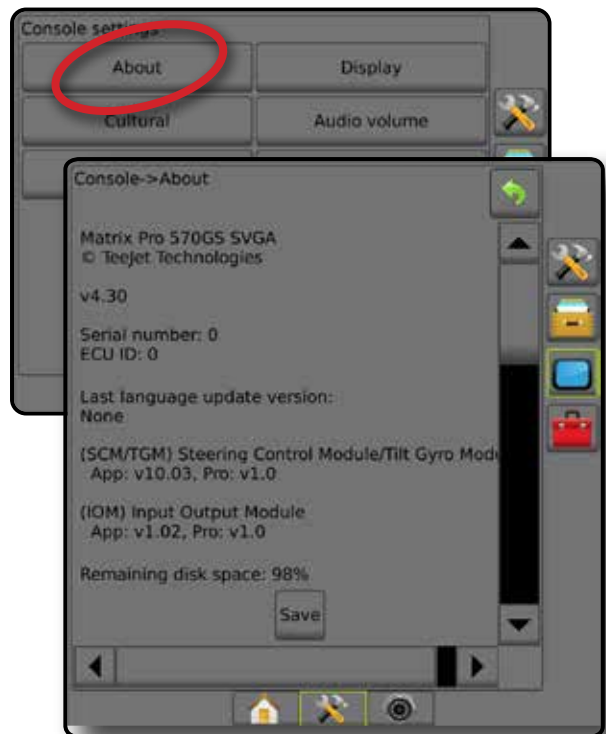 Console settings
About
Display
Cultural
Audio volume
Console->About
Matrix Pro 570GS SVGA
© TeeJet Technologies
v4.30
Serial number: 0
ECU ID: 0
Last language update version:
None
(SCM/TGM) Steering Control Module/Tilt Gyro Modu
App: v10.03, Pro: v1.0
(IOM) Input Output Module
App: v1.02, Pro: v1.0
Remaining disk space: 98%
Save